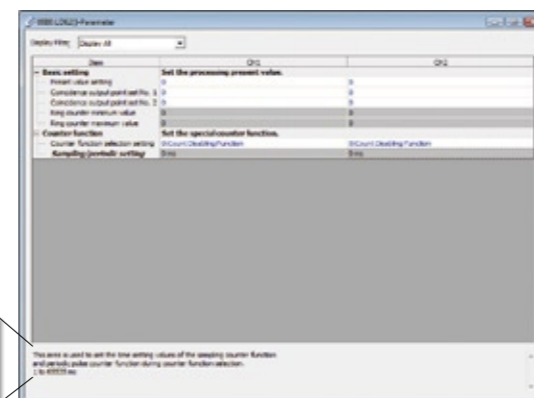 0000:LD62[]-Parameter
Display Filter Display All
Item CH1 CH2
Basic setting Set the processing present value.
Preset value setting 0 0
Coincidence output point set No. 1 0 0
Coincidence output point set No. 2 0 0
Ring counter minimum value 0 0
Ring counter maximum value 0 0
Counter function Set the special counter function.
Counter function selection setting 0:Count Disabling Function 0:Count Disabling Function
Sampling/periodic setting 0 ms 0 ms
This area is used to set the time setting values of the sampling counter function
and periodic pulse counter function during counter function selection.
1 to 65535 ms